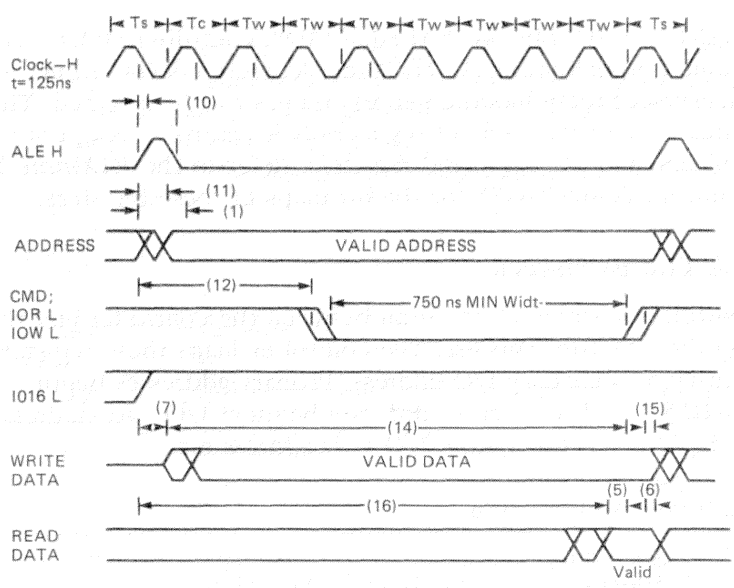 Ts Tc Tw Tw Tw Tw Tw Tw Tw Ts
Clock-H
t=125ns
(10)
ALE H
(11)
(1)
ADDRESS
VALID ADDRESS
(12)
CMD;
IOR L
IOW L
750 ns MIN Widt-
I016 L
(7)
(14)
(15)
WRITE
DATA
VALID DATA
(16)
(5)
(6)
READ
DATA
Valid